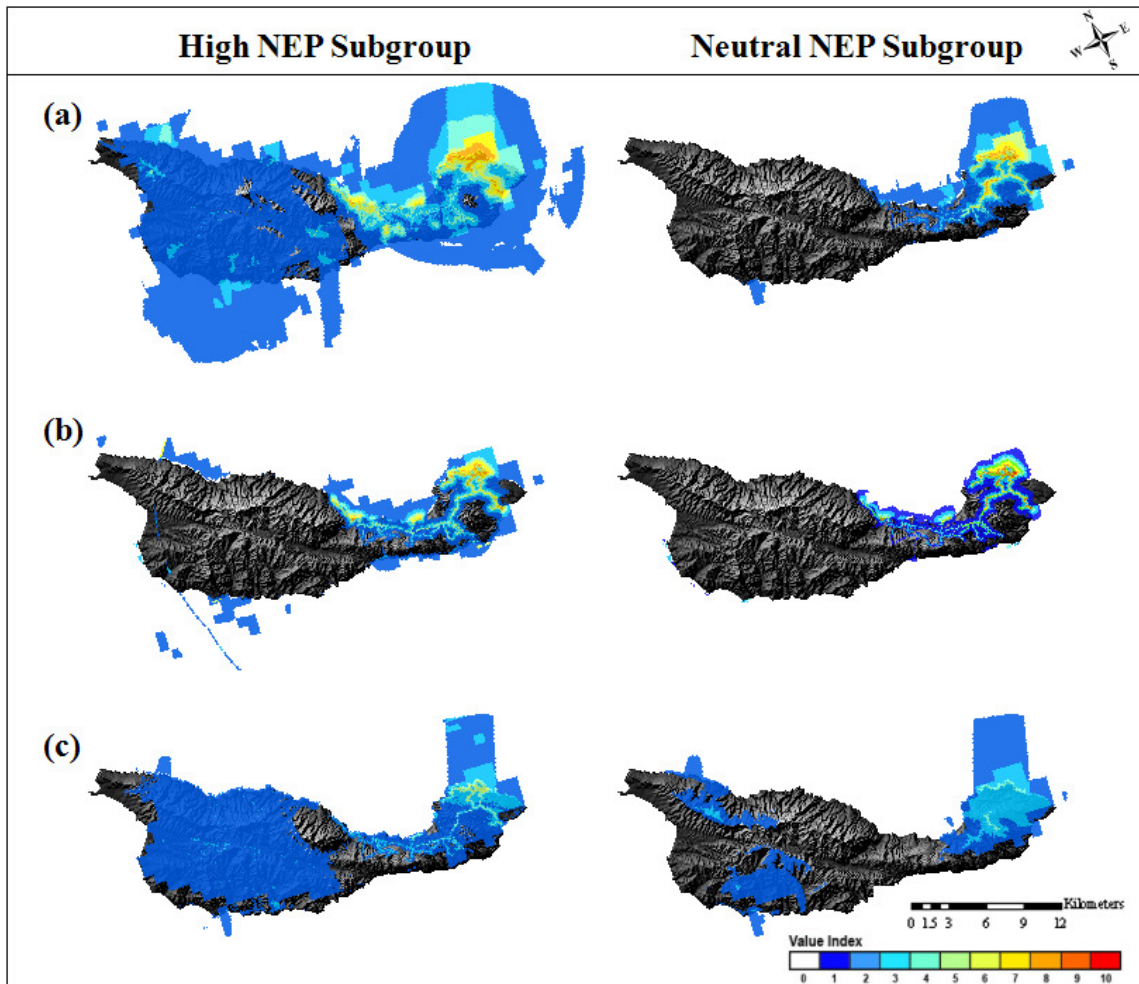 High NEP Subgroup
Neutral NEP Subgroup
N
E
W
S
(a)
(b)
(c)
Kilometers
0 1.5 3 6 9 12
Value Index
0 1 2 3 4 5 6 7 8 9 10